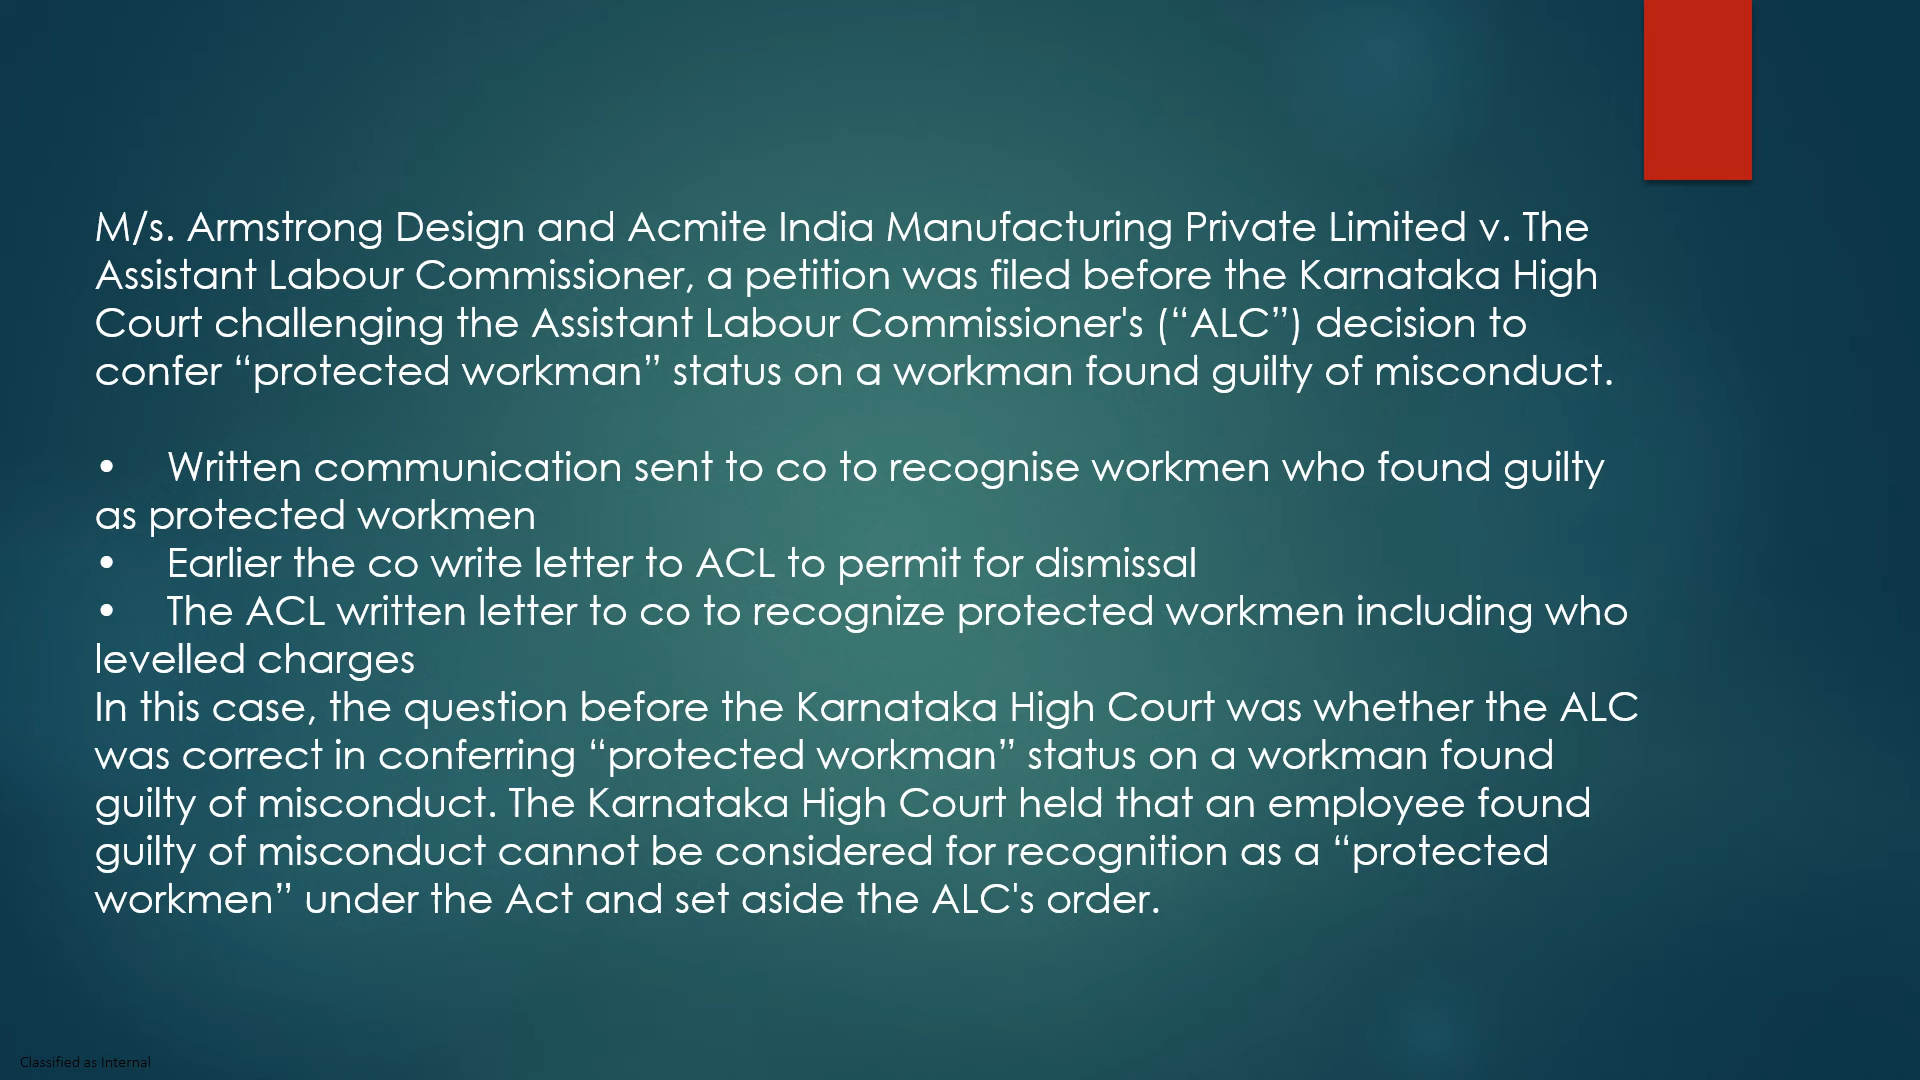 M/s. Armstrong Design and Acmite India Manufacturing Private Limited v. The
Assistant Labour Commissioner, a petition was filed before the Karnataka High
Court challenging the Assistant Labour Commissioner's (“ALC”) decision to
confer “protected workman” status on a workman found guilty of misconduct.
• Written communication sent to co to recognise workmen who found guilty
as protected workmen
• Earlier the co write letter to ACL to permit for dismissal
• The ACL written letter to co to recognize protected workmen including who
levelled charges
In this case, the question before the Karnataka High Court was whether the ALC
was correct in conferring “protected workman” status on a workman found
guilty of misconduct. The Karnataka High Court held that an employee found
guilty of misconduct cannot be considered for recognition as a “protected
workmen” under the Act and set aside the ALC's order.
Classified as Internal